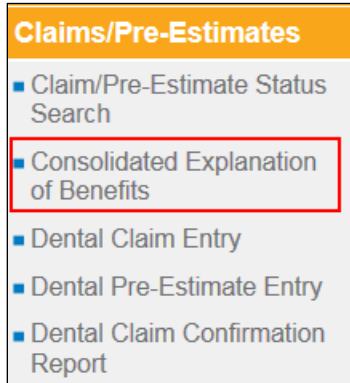 Claims/Pre-Estimates
Claim/Pre-Estimate Status
Search
Consolidated Explanation
of Benefits
Dental Claim Entry
Dental Pre-Estimate Entry
Dental Claim Confirmation
Report